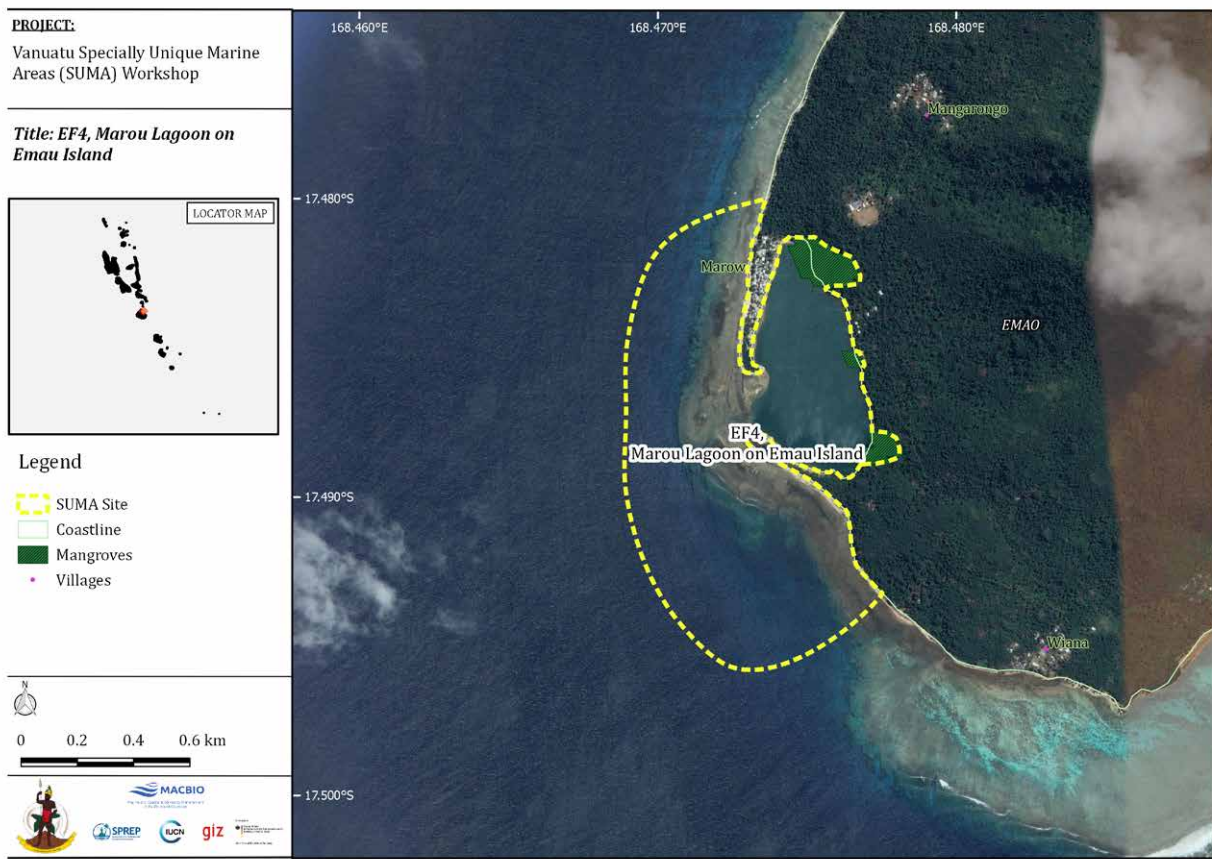 PROJECT:
Vanuatu Specially Unique Marine
Areas (SUMA) Workshop
Title: EF4, Marou Lagoon on
Emau Island
LOCATOR MAP
Legend
SUMA Site
Coastline
Mangroves
Villages
N
0 0.2 0.4 0.6 km
MACBIO
SPREP
IUCN
giz
168.460°E
168.470°E
168.480°E
17.480°S
17.490°S
17.500°S
Mangarongo
Marow
EMAO
EF4,
Marou Lagoon on Emau Island
Wiana